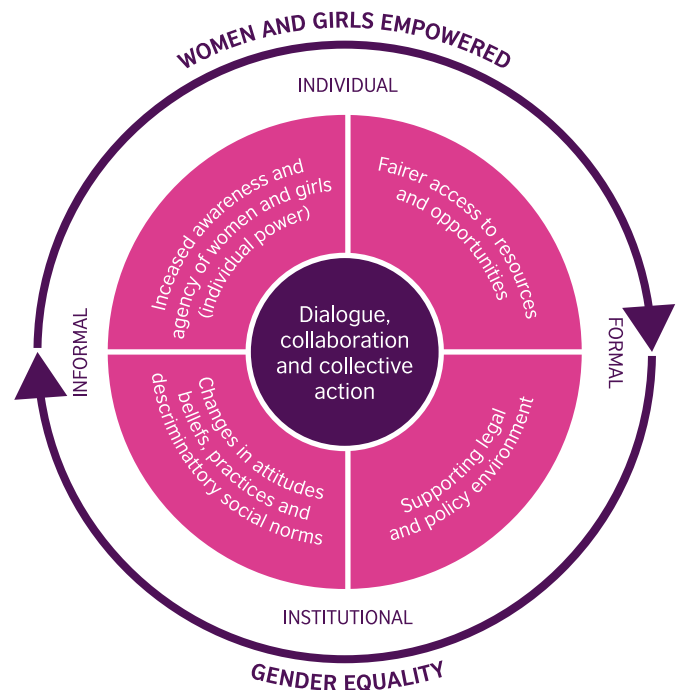 WOMEN AND GIRLS EMPOWERED
INDIVIDUAL
Inceased awareness and
agency of women and girls
(individual power)
Fairer access to resources
and opportunities
INFORMAL
Dialogue,
collaboration
and collective
action
FORMAL
Changes in attitudes
beliefs, practices and
descriminattory social norms
Supporting legal
and policy environment
INSTITUTIONAL
GENDER EQUALITY